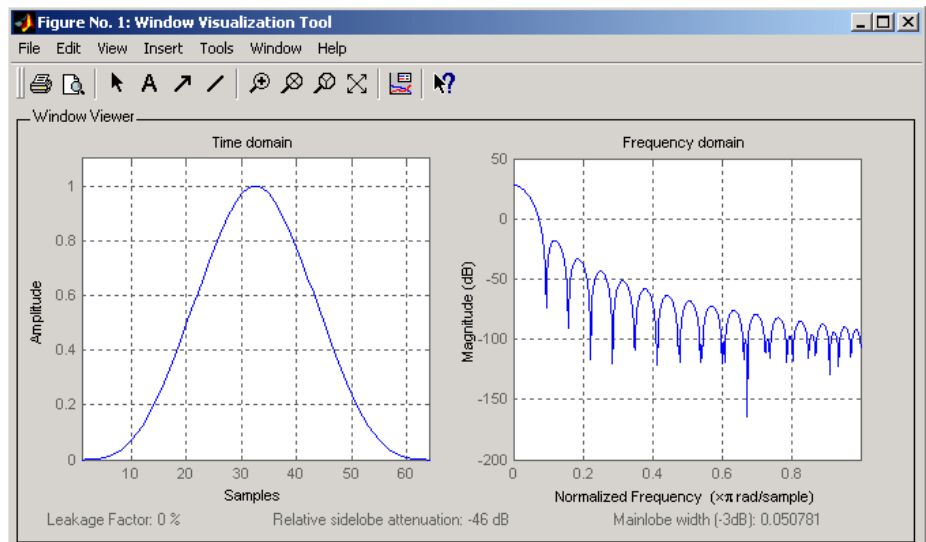 Figure No. 1: Window Visualization Tool
File Edit View Insert Tools Window Help
A
Window Viewer
Time domain
Amplitude
1
0.8
0.6
0.4
0.2
0
10 20 30 40 50 60
Samples
Frequency domain
Magnitude (dB)
50
0
-50
-100
-150
-200
0 0.2 0.4 0.6 0.8
Normalized Frequency (×π rad/sample)
Leakage Factor: 0 % Relative sidelobe attenuation: -46 dB Mainlobe width (-3dB): 0.050781